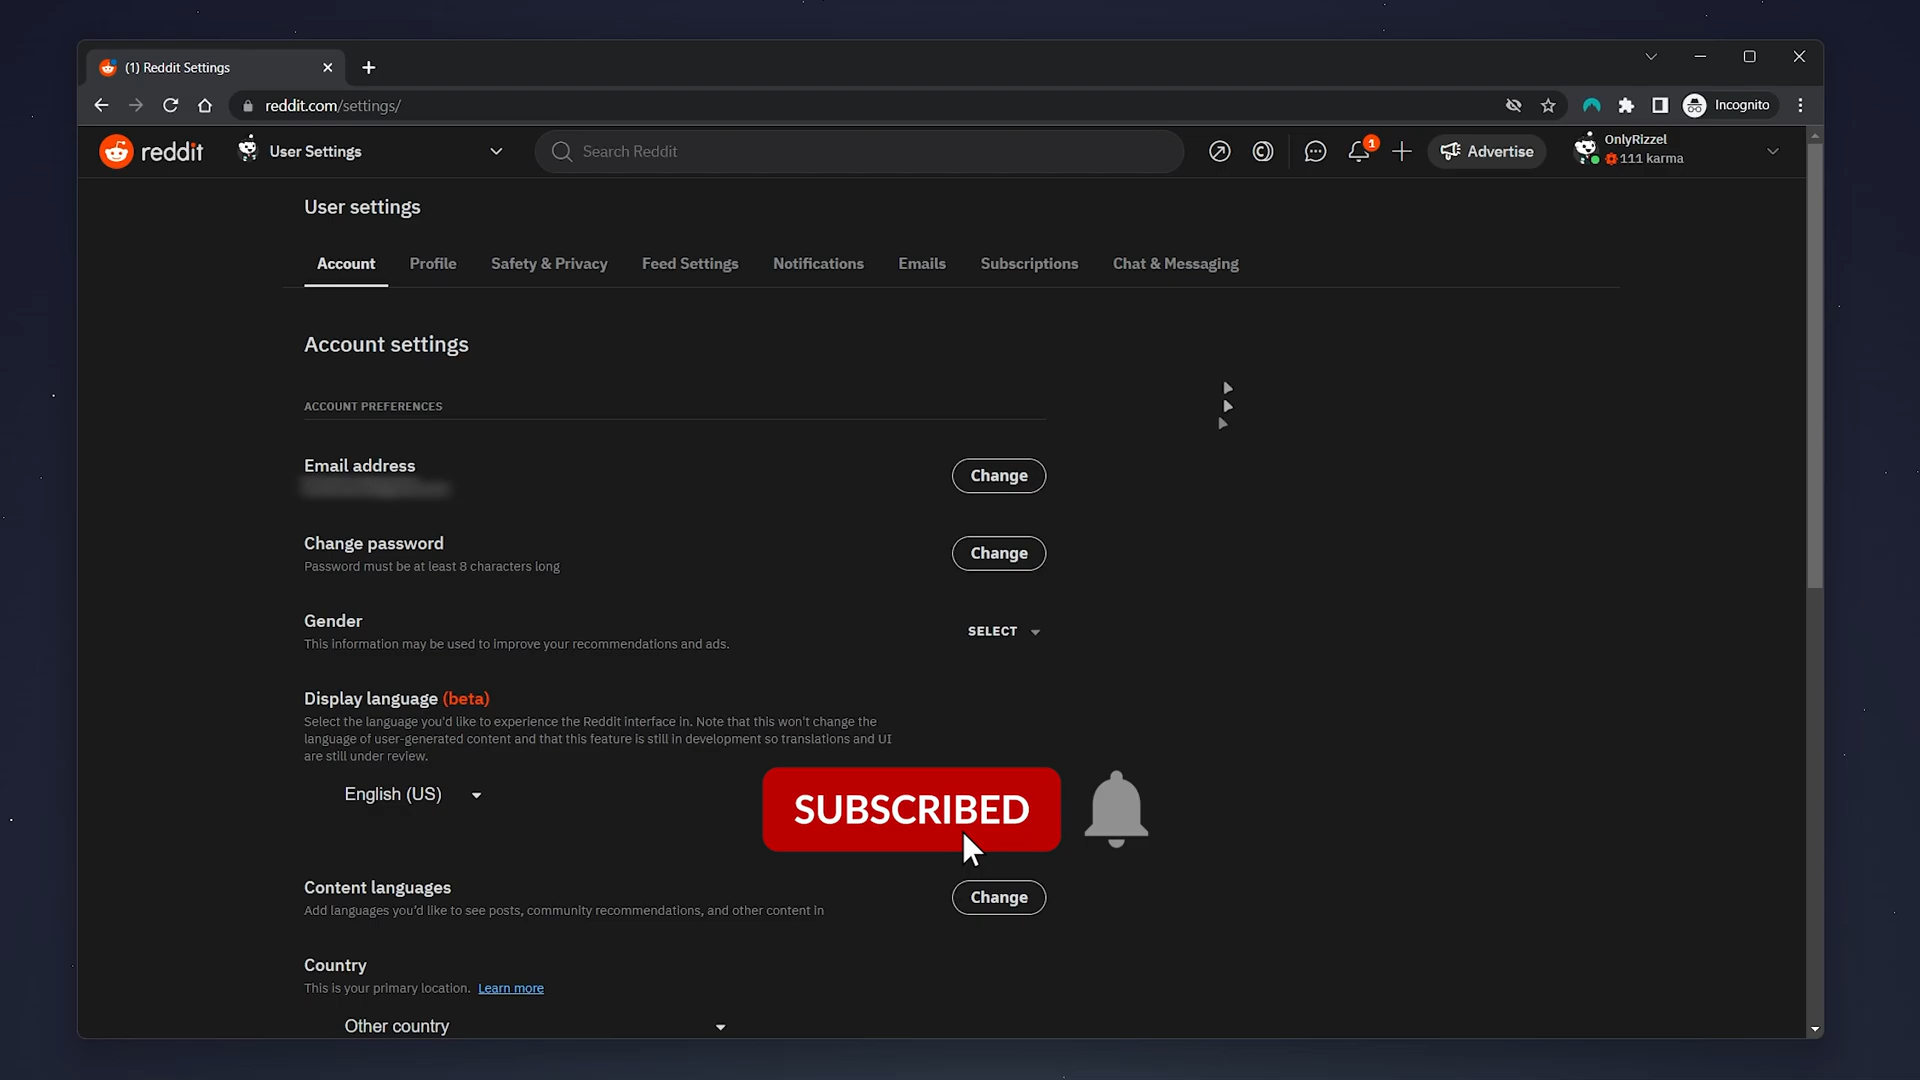 (1) Reddit Settings
reddit.com/settings/
Incognito
reddit
User Settings
Search Reddit
1
Advertise
OnlyRizzel
111 karma
User settings
Account
Profile
Safety & Privacy
Feed Settings
Notifications
Emails
Subscriptions
Chat & Messaging
Account settings
ACCOUNT PREFERENCES
Email address
Change
Change password
Password must be at least 8 characters long
Change
Gender
This information may be used to improve your recommendations and ads.
SELECT
Display language (beta)
Select the language you'd like to experience the Reddit interface in. Note that this won't change the
language of user-generated content and that this feature is still in development so translations and UI
are still under review.
English (US)
SUBSCRIBED
Content languages
Add languages you'd like to see posts, community recommendations, and other content in
Change
Country
This is your primary location. Learn more
Other country